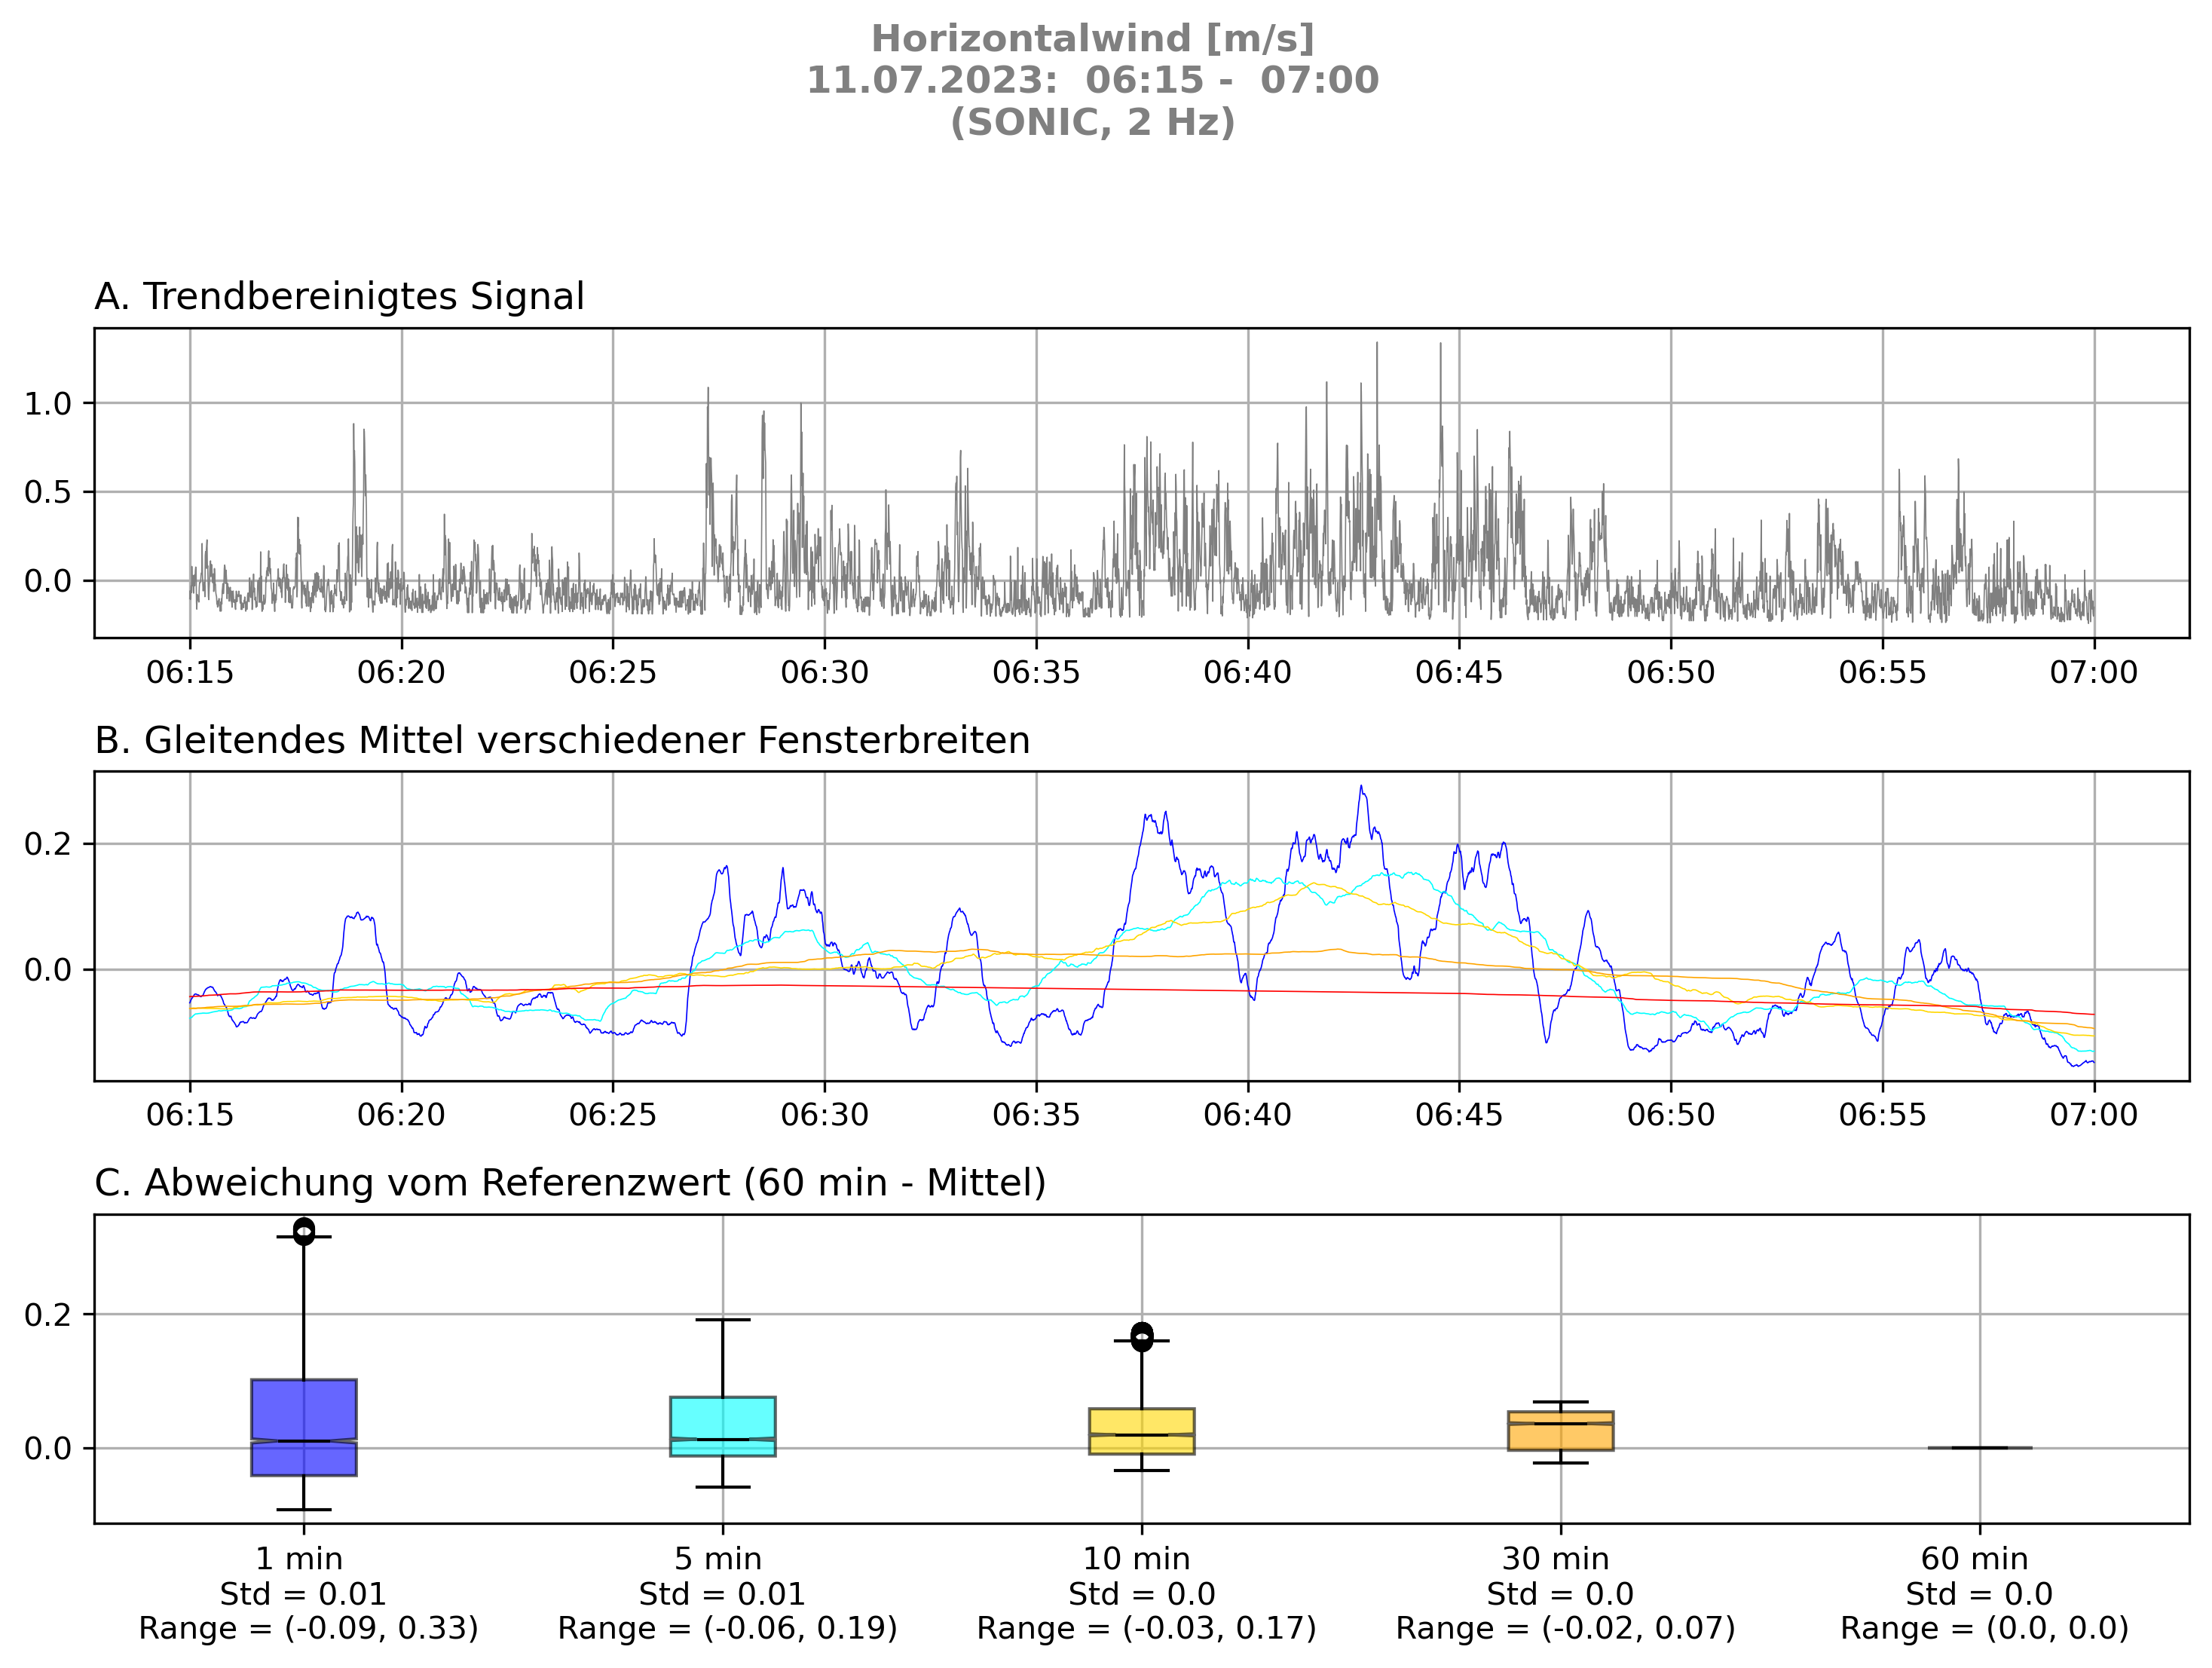 Horizontalwind [m/s]
11.07.2023:  06:15 -  07:00
(SONIC, 2 Hz)
A. Trendbereinigtes Signal
1.0
0.5
0.0
06:15 06:20 06:25 06:30 06:35 06:40 06:45 06:50 06:55 07:00
B. Gleitendes Mittel verschiedener Fensterbreiten
0.2
0.0
06:15 06:20 06:25 06:30 06:35 06:40 06:45 06:50 06:55 07:00
C. Abweichung vom Referenzwert (60 min - Mittel)
0.2
0.0
1 min 5 min 10 min 30 min 60 min
Std = 0.01 Std = 0.01 Std = 0.0 Std = 0.0 Std = 0.0
Range = (-0.09, 0.33) Range = (-0.06, 0.19) Range = (-0.03, 0.17) Range = (-0.02, 0.07) Range = (0.0, 0.0)